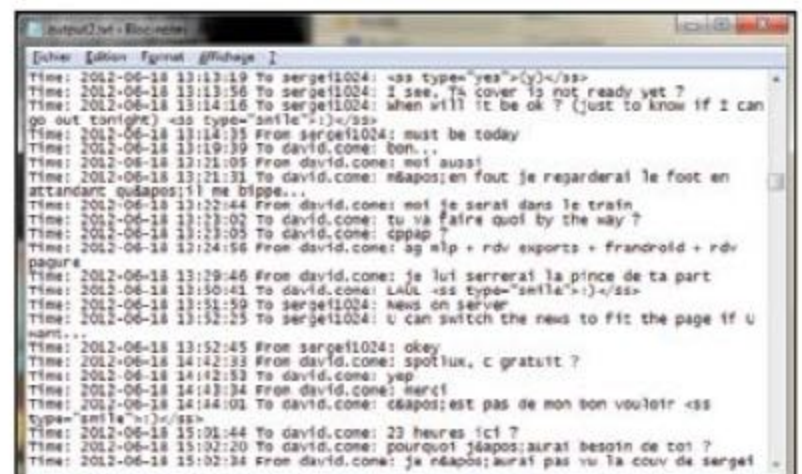 output2.txt - Bloc-notes
Fichier Edition Format Affichage ?
Time: 2012-06-18 13:13:19 To sergei1024: <ss type="yes">(y)</ss>
Time: 2012-06-18 13:13:56 To sergei1024: I see, T4 cover is not ready yet ?
Time: 2012-06-18 13:14:16 To sergei1024: when will it be ok ? (just to know if I can
go out tonight) <ss type="smile">:)</ss>
Time: 2012-06-18 13:14:35 From sergei1024: must be today
Time: 2012-06-18 13:19:39 To david.come: bon...
Time: 2012-06-18 13:21:05 From david.come: moi aussi
Time: 2012-06-18 13:21:31 To david.come: m&apos;en fout je regarderai le foot en
attandant qu&apos;il me bippe...
Time: 2012-06-18 13:22:44 From david.come: moi je serai dans le train
Time: 2012-06-18 13:23:02 To david.come: tu va faire quoi by the way ?
Time: 2012-06-18 13:23:05 To david.come: cppap ?
Time: 2012-06-18 13:24:56 From david.come: ag mlp + rdv exports + frandroid + rdv
pagure
Time: 2012-06-18 13:29:46 From david.come: je lui serrerai la pince de ta part
Time: 2012-06-18 13:50:41 To david.come: LAUL <ss type="smile">:)</ss>
Time: 2012-06-18 13:51:59 To sergei1024: News on server
Time: 2012-06-18 13:52:25 To sergei1024: U can switch the news to fit the page if U
want...
Time: 2012-06-18 13:52:45 From sergei1024: okey
Time: 2012-06-18 14:42:33 From david.come: spotlux, c gratuit ?
Time: 2012-06-18 14:42:53 To david.come: yep
Time: 2012-06-18 14:43:34 From david.come: merci
Time: 2012-06-18 14:44:01 To david.come: c&apos;est pas de mon bon vouloir <ss
type="smile">:)</ss>
Time: 2012-06-18 15:01:44 To david.come: 23 heures ici ?
Time: 2012-06-18 15:02:20 To david.come: pourquoi j&apos;aurai besoin de toi ?
Time: 2012-06-18 15:02:34 From david.come: je n&apos;aurai pas vu la couv de sergei